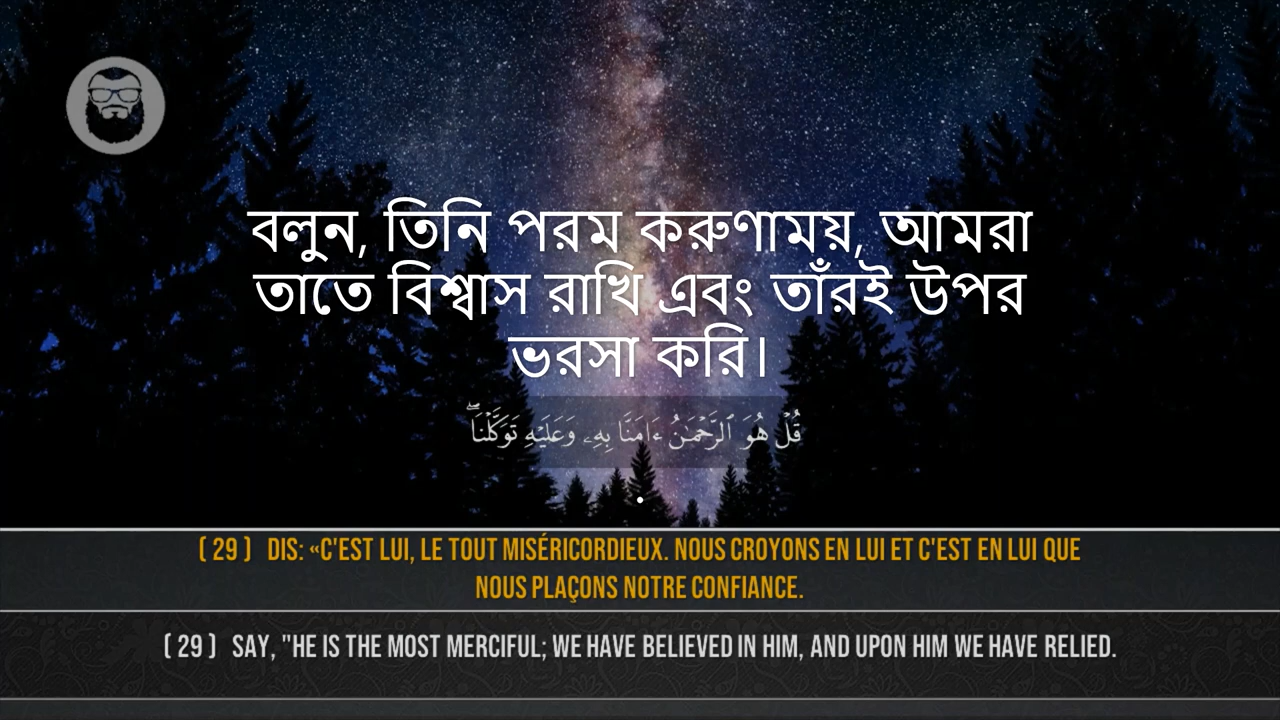 বলুন, তিনি পরম করুণাময়, আমরা
তাতে বিশ্বাস রাখি এবং তাঁরই উপর
ভরসা করি।
قُلْ هُوَ ٱلرَّحْمَـٰنُ ءَامَنَّا بِهِۦ وَعَلَيْهِ تَوَكَّلْنَا ۖ
.
( 29 ) DIS: «C'EST LUI, LE TOUT MISÉRICORDIEUX. NOUS CROYONS EN LUI ET C'EST EN LUI QUE
NOUS PLAÇONS NOTRE CONFIANCE.
( 29 ) SAY, "HE IS THE MOST MERCIFUL; WE HAVE BELIEVED IN HIM, AND UPON HIM WE HAVE RELIED.